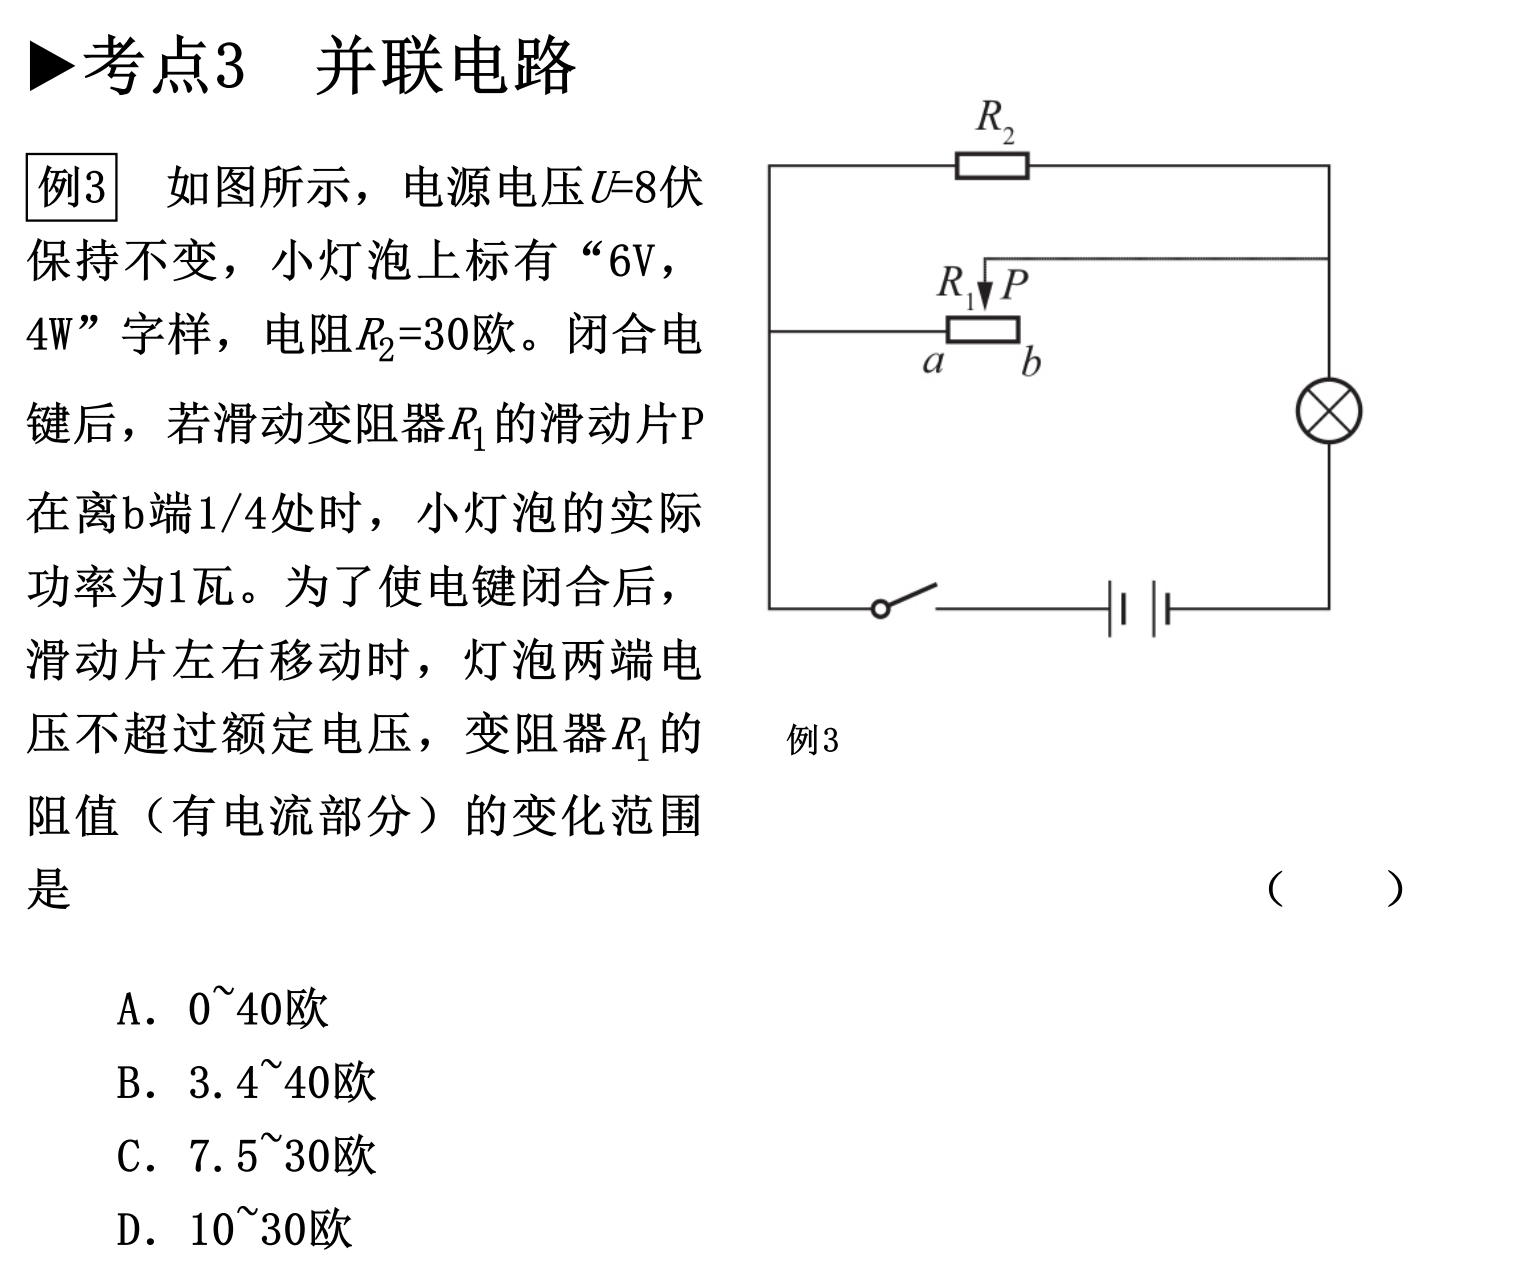 ▶考点3 并联电路
例3 如图所示，电源电压U=8伏
保持不变，小灯泡上标有“6V，
4W”字样，电阻R₂=30欧。闭合电
键后，若滑动变阻器R₁的滑动片P
在离b端1/4处时，小灯泡的实际
功率为1瓦。为了使电键闭合后，
滑动片左右移动时，灯泡两端电
压不超过额定电压，变阻器R₁的
阻值（有电流部分）的变化范围
是 （ ）
A. 0~40欧
B. 3.4~40欧
C. 7.5~30欧
D. 10~30欧
R₂
R₁ P
a b
例3